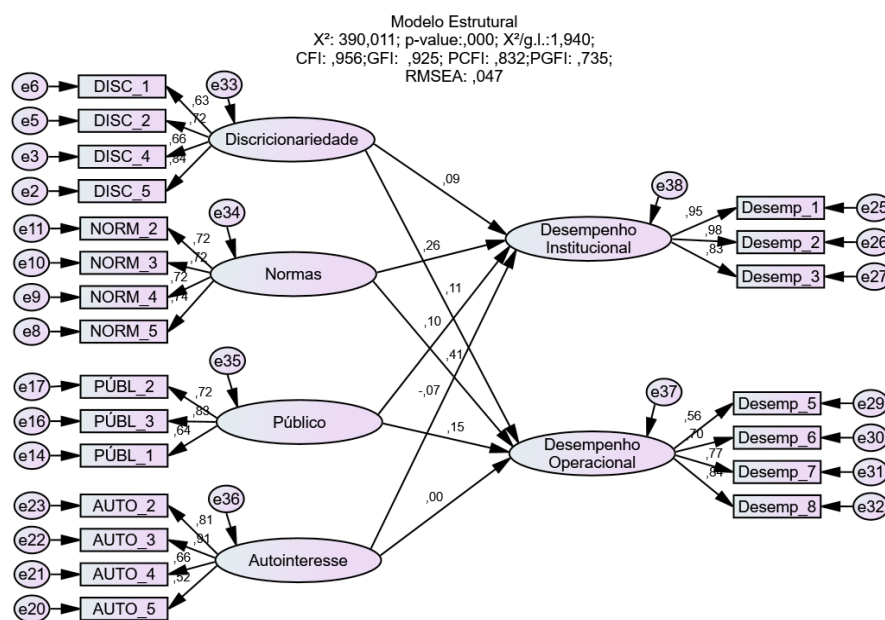 Modelo Estrutural
X²: 390,011; p-value:,000; X²/g.l.:1,940;
CFI: ,956;GFI: ,925; PCFI: ,832;PGFI: ,735;
RMSEA: ,047
e6 DISC_1 ,63 e33
e5 DISC_2 ,72 Discricionariedade
e3 DISC_4 ,66
e2 DISC_5 ,84
e11 NORM_2 ,72 e34
e10 NORM_3 ,72 Normas
e9 NORM_4 ,72
e8 NORM_5 ,74
e17 PÚBL_2 ,72 e35
e16 PÚBL_3 ,83 Público
e14 PÚBL_1 ,64
e23 AUTO_2 ,81 e36
e22 AUTO_3 ,91 Autointeresse
e21 AUTO_4 ,66
e20 AUTO_5 ,52
,09
,26
,11
,10
,41
-,07
,15
,00
e38
Desempenho
Institucional
,95 Desemp_1 e25
,98 Desemp_2 e26
,83 Desemp_3 e27
e37
Desempenho
Operacional
,56 Desemp_5 e29
,70 Desemp_6 e30
,77 Desemp_7 e31
,84 Desemp_8 e32